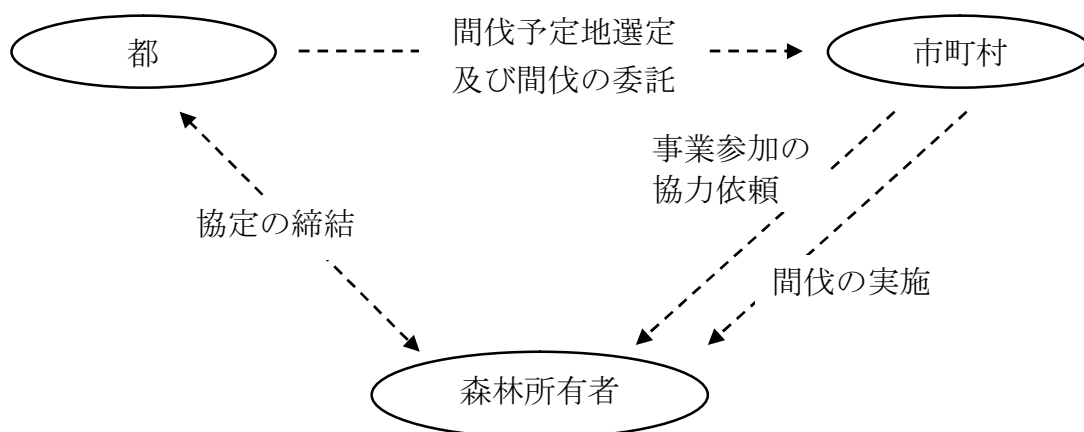 都
間伐予定地選定
及び間伐の委託
市町村
事業参加の
協力依頼
協定の締結
間伐の実施
森林所有者